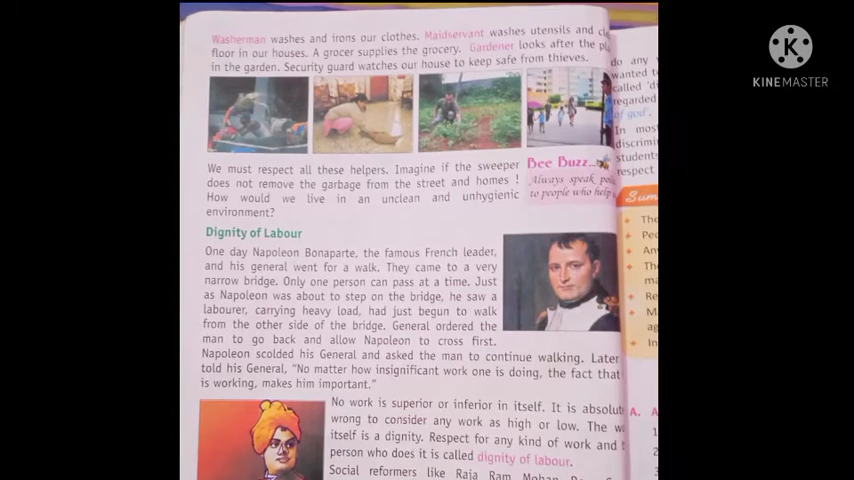 Washerman washes and irons our clothes. Maidservant washes utensils and
floor in our houses. A grocer supplies the grocery. Gardener looks after the
in the garden. Security guard watches our house to keep safe from thieves.
We must respect all these helpers. Imagine if the sweeper
does not remove the garbage from the street and homes !
How would we live in an unclean and unhygienic
environment?
Bee Buzz...
Always speak
to people who help
Dignity of Labour
One day Napoleon Bonaparte, the famous French leader,
and his general went for a walk. They came to a very
narrow bridge. Only one person can pass at a time. Just
as Napoleon was about to step on the bridge, he saw a
labourer, carrying heavy load, had just begun to walk
from the other side of the bridge. General ordered the
man to go back and allow Napoleon to cross first.
Napoleon scolded his General and asked the man to continue walking. Later
told his General, "No matter how insignificant work one is doing, the fact that
is working, makes him important."
No work is superior or inferior in itself. It is
wrong to consider any work as high or low. The
itself is a dignity. Respect for any kind of work and
person who does it is called dignity of labour.
Social reformers like Raja Ram Mohan
do any
wanted
called
regarded
of god'.
In most
students
respect
The
Any
The
A.
1
2
3
KINEMASTER